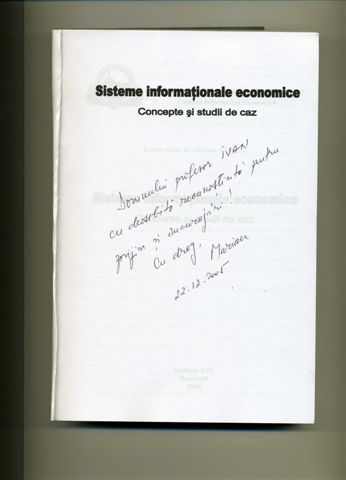 Sisteme informaționale economice
Concepte și studii de caz
Domnului profesor IVAN
cu deosebită recunoștință pentru
sprijin și încurajări!
Cu drag, Marian
22.12.2005
Editura ASE
București
2005